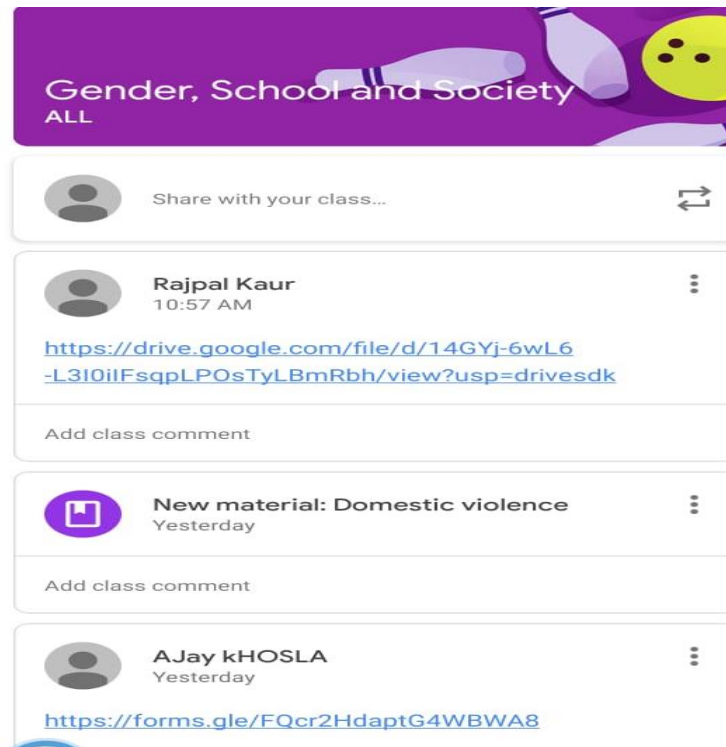 Gender, School and Society
ALL
Share with your class...
Rajpal Kaur
10:57 AM
https://drive.google.com/file/d/14GYj-6wL6
-L3I0iIFsqpLPOsTyLBmRbh/view?usp=drivesdk
Add class comment
New material: Domestic violence
Yesterday
Add class comment
AJay kHOSLA
Yesterday
https://forms.gle/FQcr2HdaptG4WBWA8